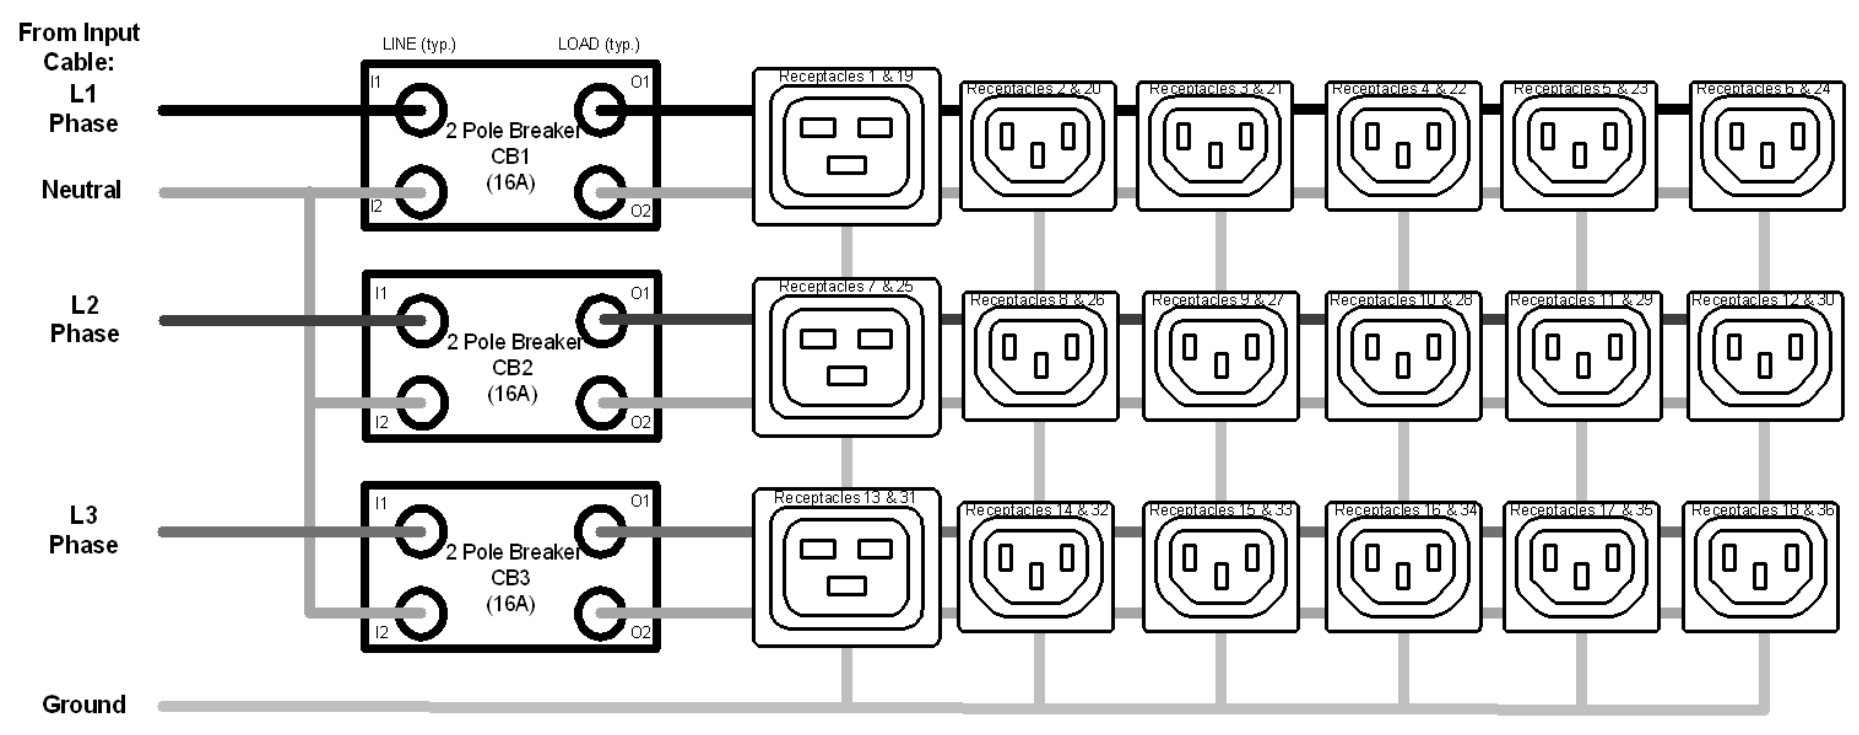 From Input
Cable:
L1
Phase
Neutral
L2
Phase
L3
Phase
Ground
LINE (typ.)
LOAD (typ.)
I1
O1
2 Pole Breaker
CB1
(16A)
I2
O2
Receptacles 1 & 19
Receptacles 2 & 20
Receptacles 3 & 21
Receptacles 4 & 22
Receptacles 5 & 23
Receptacles 6 & 24
I1
O1
2 Pole Breaker
CB2
(16A)
I2
O2
Receptacles 7 & 25
Receptacles 8 & 26
Receptacles 9 & 27
Receptacles 10 & 28
Receptacles 11 & 29
Receptacles 12 & 30
I1
O1
2 Pole Breaker
CB3
(16A)
I2
O2
Receptacles 13 & 31
Receptacles 14 & 32
Receptacles 15 & 33
Receptacles 16 & 34
Receptacles 17 & 35
Receptacles 18 & 36